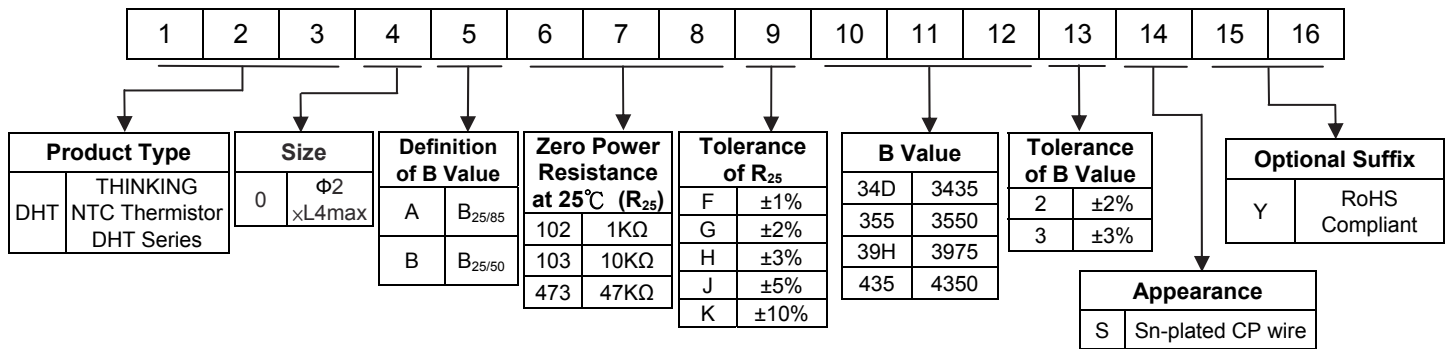 1 2 3 4 5 6 7 8 9 10 11 12 13 14 15 16
Product Type
DHT THINKING
NTC Thermistor
DHT Series
Size
0 Φ2
×L4max
Definition
of B Value
A B25/85
B B25/50
Zero Power
Resistance
at 25℃ (R25)
102 1KΩ
103 10KΩ
473 47KΩ
Tolerance
of R25
F ±1%
G ±2%
H ±3%
J ±5%
K ±10%
B Value
34D 3435
355 3550
39H 3975
435 4350
Tolerance
of B Value
2 ±2%
3 ±3%
Appearance
S Sn-plated CP wire
Optional Suffix
Y RoHS
Compliant